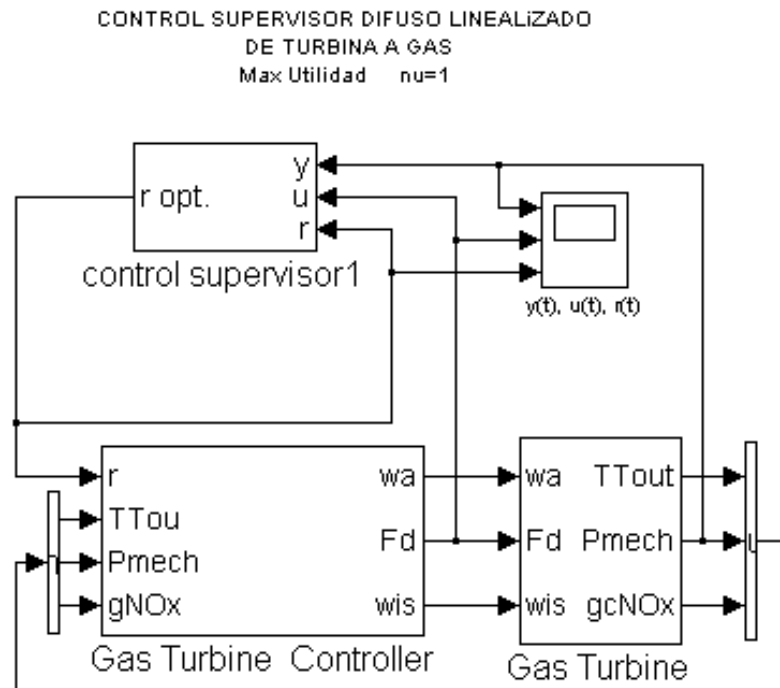 CONTROL SUPERVISOR DIFUSO LINEALiZADO
DE TURBINA A GAS
Max Utilidad nu=1
y
r opt.
u
r
control supervisor1
y(t), u(t), r(t)
r
wa
wa
TTout
TTou
Fd
Fd
Pmech
Pmech
gNOx
wis
wis
gcNOx
Gas Turbine Controller
Gas Turbine